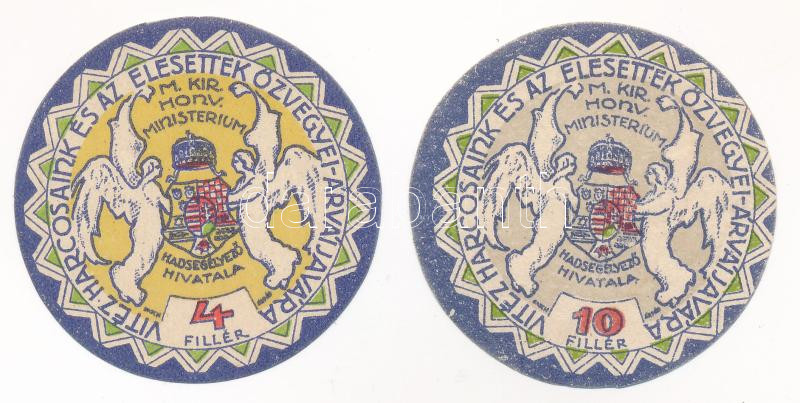 VITÉZ HARCOSAINK ÉS AZ ELESETTEK ÖZVEGYEI-ÁRVÁI JAVÁRA
M. KIR.
HONV.
MINISTERIUM
HADSEGÉLYEZŐ
HIVATALA
4
FILLÉR
VITÉZ HARCOSAINK ÉS AZ ELESETTEK ÖZVEGYEI-ÁRVÁI JAVÁRA
M. KIR.
HONV.
MINISTERIUM
HADSEGÉLYEZŐ
HIVATALA
10
FILLÉR
darabanth